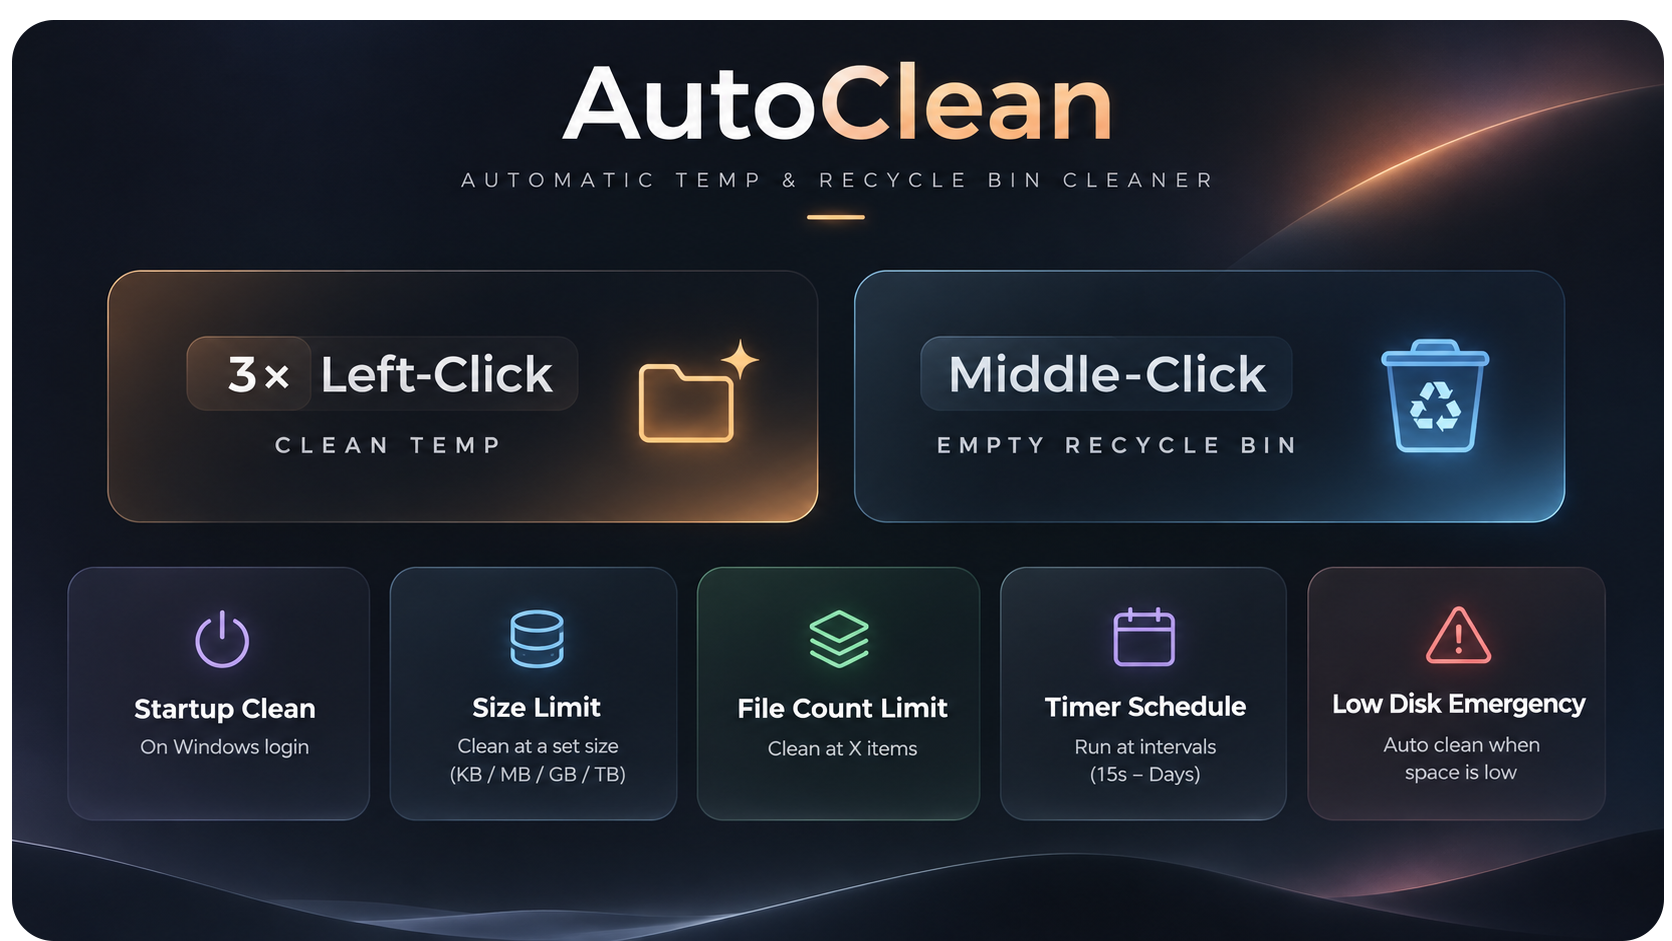 AutoClean
AUTOMATIC TEMP & RECYCLE BIN CLEANER
3× Left-Click
CLEAN TEMP
Middle-Click
EMPTY RECYCLE BIN
Startup Clean
On Windows login
Size Limit
Clean at a set size
(KB / MB / GB / TB)
File Count Limit
Clean at X items
Timer Schedule
Run at intervals
(15s – Days)
Low Disk Emergency
Auto clean when
space is low